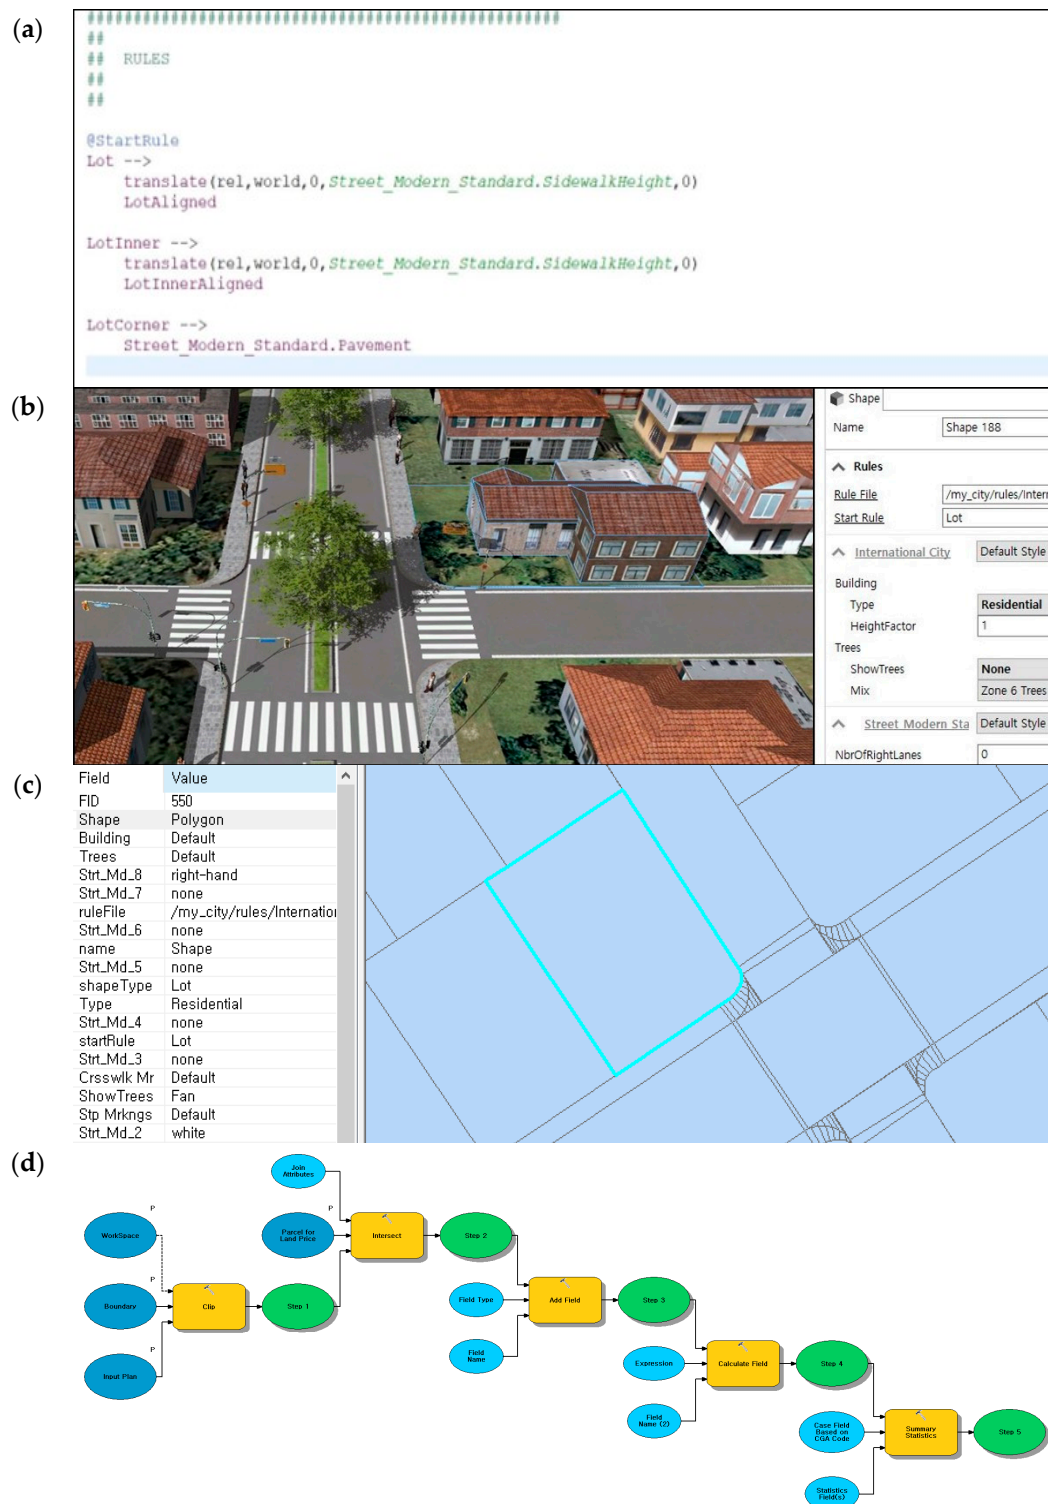 (a)
##################################################
##
## RULES
##
##
@StartRule
Lot -->
translate(rel,world,0,Street_Modern_Standard.SidewalkHeight,0)
LotAligned
LotInner -->
translate(rel,world,0,Street_Modern_Standard.SidewalkHeight,0)
LotInnerAligned
LotCorner -->
Street_Modern_Standard.Pavement
(b)
Shape
Name Shape 188
Rules
Rule File /my_city/rules/Intern
Start Rule Lot
International City Default Style
Building
Type Residential
HeightFactor 1
Trees
ShowTrees None
Mix Zone 6 Trees
Street Modern Sta Default Style
NbrOfRightLanes 0
(c)
Field Value
FID 550
Shape Polygon
Building Default
Trees Default
Strt_Md_8 right-hand
Strt_Md_7 none
ruleFile /my_city/rules/Internation
Strt_Md_6 none
name Shape
Strt_Md_5 none
shapeType Lot
Type Residential
Strt_Md_4 none
startRule Lot
Strt_Md_3 none
Crsswlk Mr Default
ShowTrees Fan
Stp Mrkngs Default
Strt_Md_2 white
(d)
Join
Attributes
P
P
WorkSpace
Parcel for
Land Price
Intersect
Step 2
P
Boundary
Clip
Step 1
Field Type
Add Field
Step 3
P
Input Plan
Field
Name
Expression
Calculate Field
Step 4
Field
Name (2)
Case Field
Based on
CGA Code
Summary
Statistics
Step 5
Statistics
Field(s)